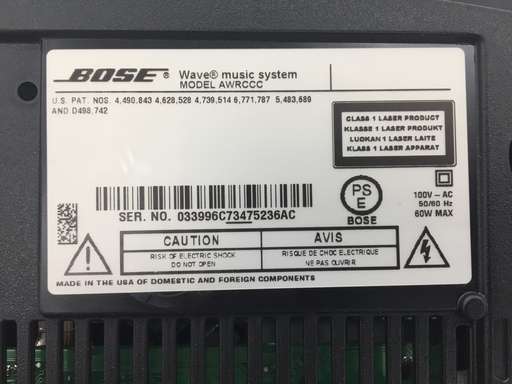 BOSE® Wave® music system
MODEL AWRCCC
U.S. PAT. NOS. 4,490,843 4,628,528 4,739,514 6,771,787 5,483,689
AND D498,742
CLASS 1 LASER PRODUCT
KLASSE 1 LASER PRODUKT
LUOKAN 1 LASER LAITE
KLASS 1 LASER APPARAT
SER. NO. 033996C73475236AC
PS
E
BOSE
100V - AC
50/60 Hz
60W MAX
CAUTION
RISK OF ELECTRIC SHOCK
DO NOT OPEN
AVIS
RISQUE DE CHOC ELECTRIQUE
NE PAS OUVRIR
MADE IN THE USA OF DOMESTIC AND FOREIGN COMPONENTS